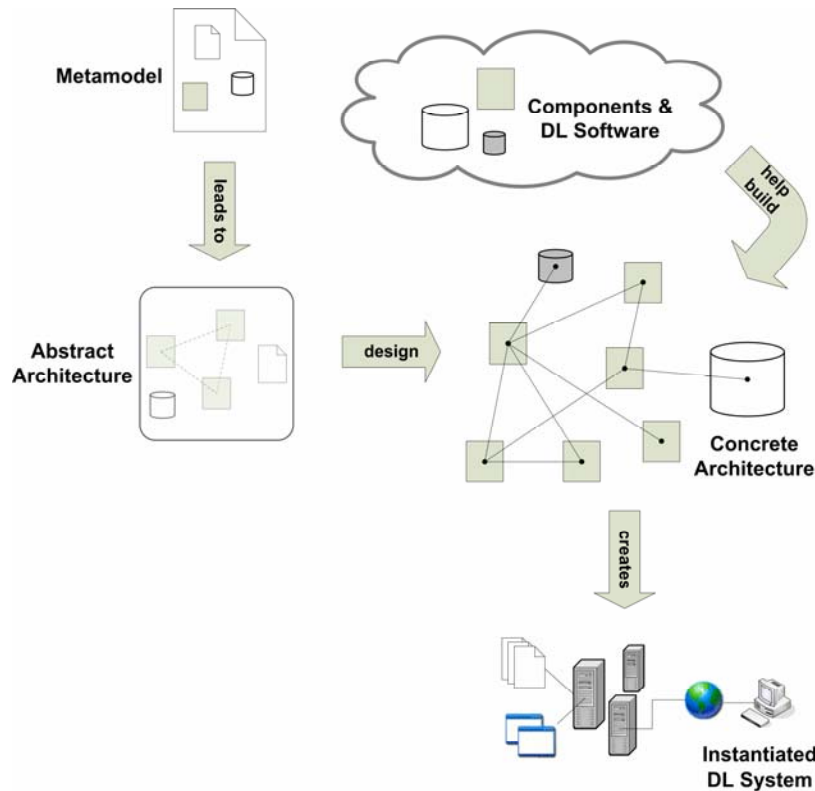 Metamodel
Components &
DL Software
leads to
help
build
Abstract
Architecture
design
Concrete
Architecture
creates
Instantiated
DL System